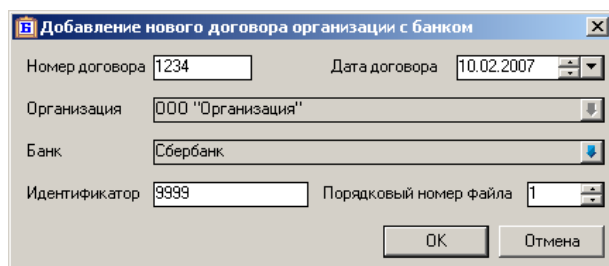 Добавление нового договора организации с банком
Номер договора 1234 Дата договора 10.02.2007
Организация ООО "Организация"
Банк Сбербанк
Идентификатор 9999 Порядковый номер файла 1
OK Отмена